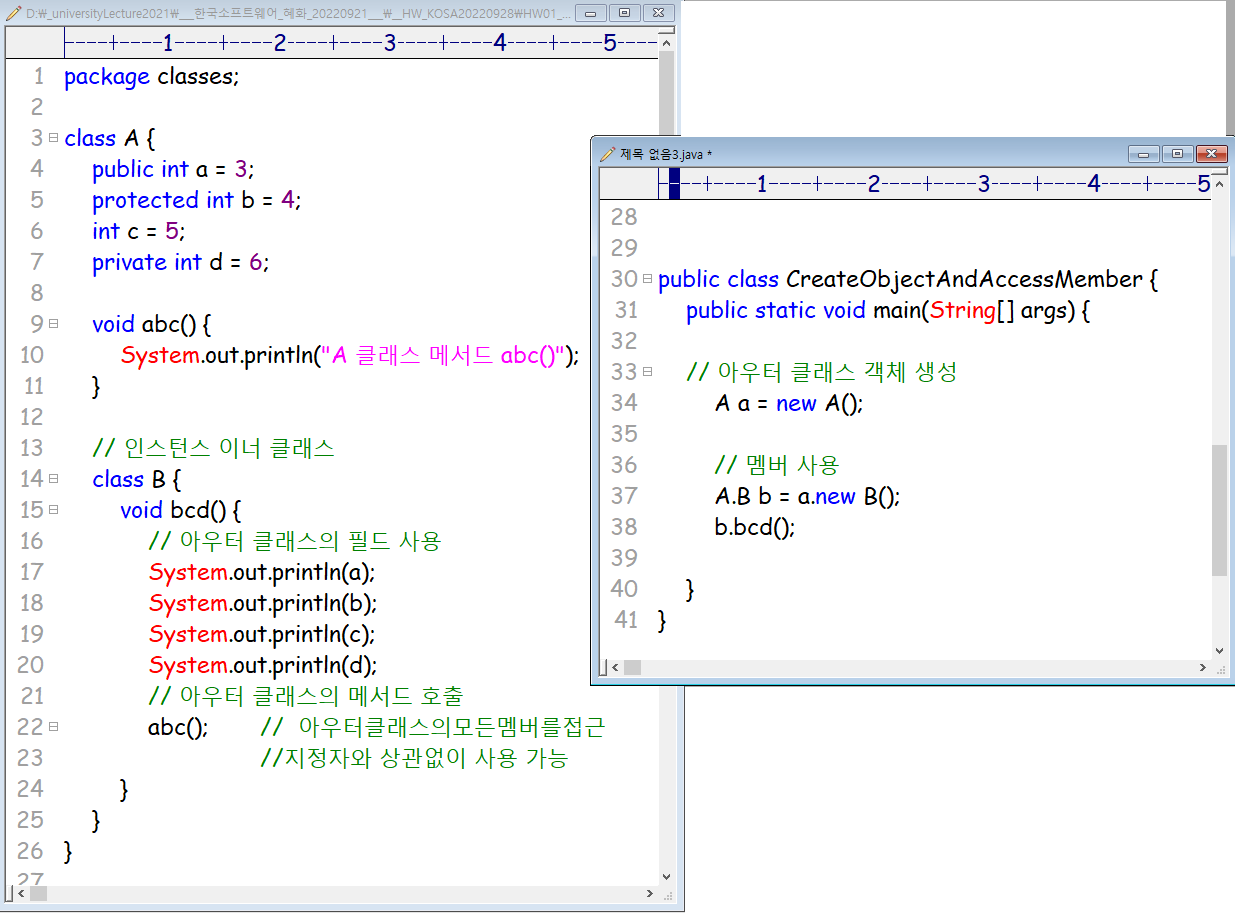 D:\_universityLecture2021\___한국소프트웨어_혜화_20220921___\__HW_KOSA20220928\HW01_...
----+----1----+----2----+----3----+----4----+----5----
1 package classes;
2
3 class A {
4 public int a = 3;
5 protected int b = 4;
6 int c = 5;
7 private int d = 6;
8
9 void abc() {
10 System.out.println("A 클래스 메서드 abc()");
11 }
12
13 // 인스턴스 이너 클래스
14 class B {
15 void bcd() {
16 // 아우터 클래스의 필드 사용
17 System.out.println(a);
18 System.out.println(b);
19 System.out.println(c);
20 System.out.println(d);
21 // 아우터 클래스의 메서드 호출
22 abc(); // 아우터클래스의모든멤버를접근
23 //지정자와 상관없이 사용 가능
24 }
25 }
26 }
27
제목 없음3.java *
----+----1----+----2----+----3----+----4----+----5
28
29
30 public class CreateObjectAndAccessMember {
31 public static void main(String[] args) {
32
33 // 아우터 클래스 객체 생성
34 A a = new A();
35
36 // 멤버 사용
37 A.B b = a.new B();
38 b.bcd();
39
40 }
41 }